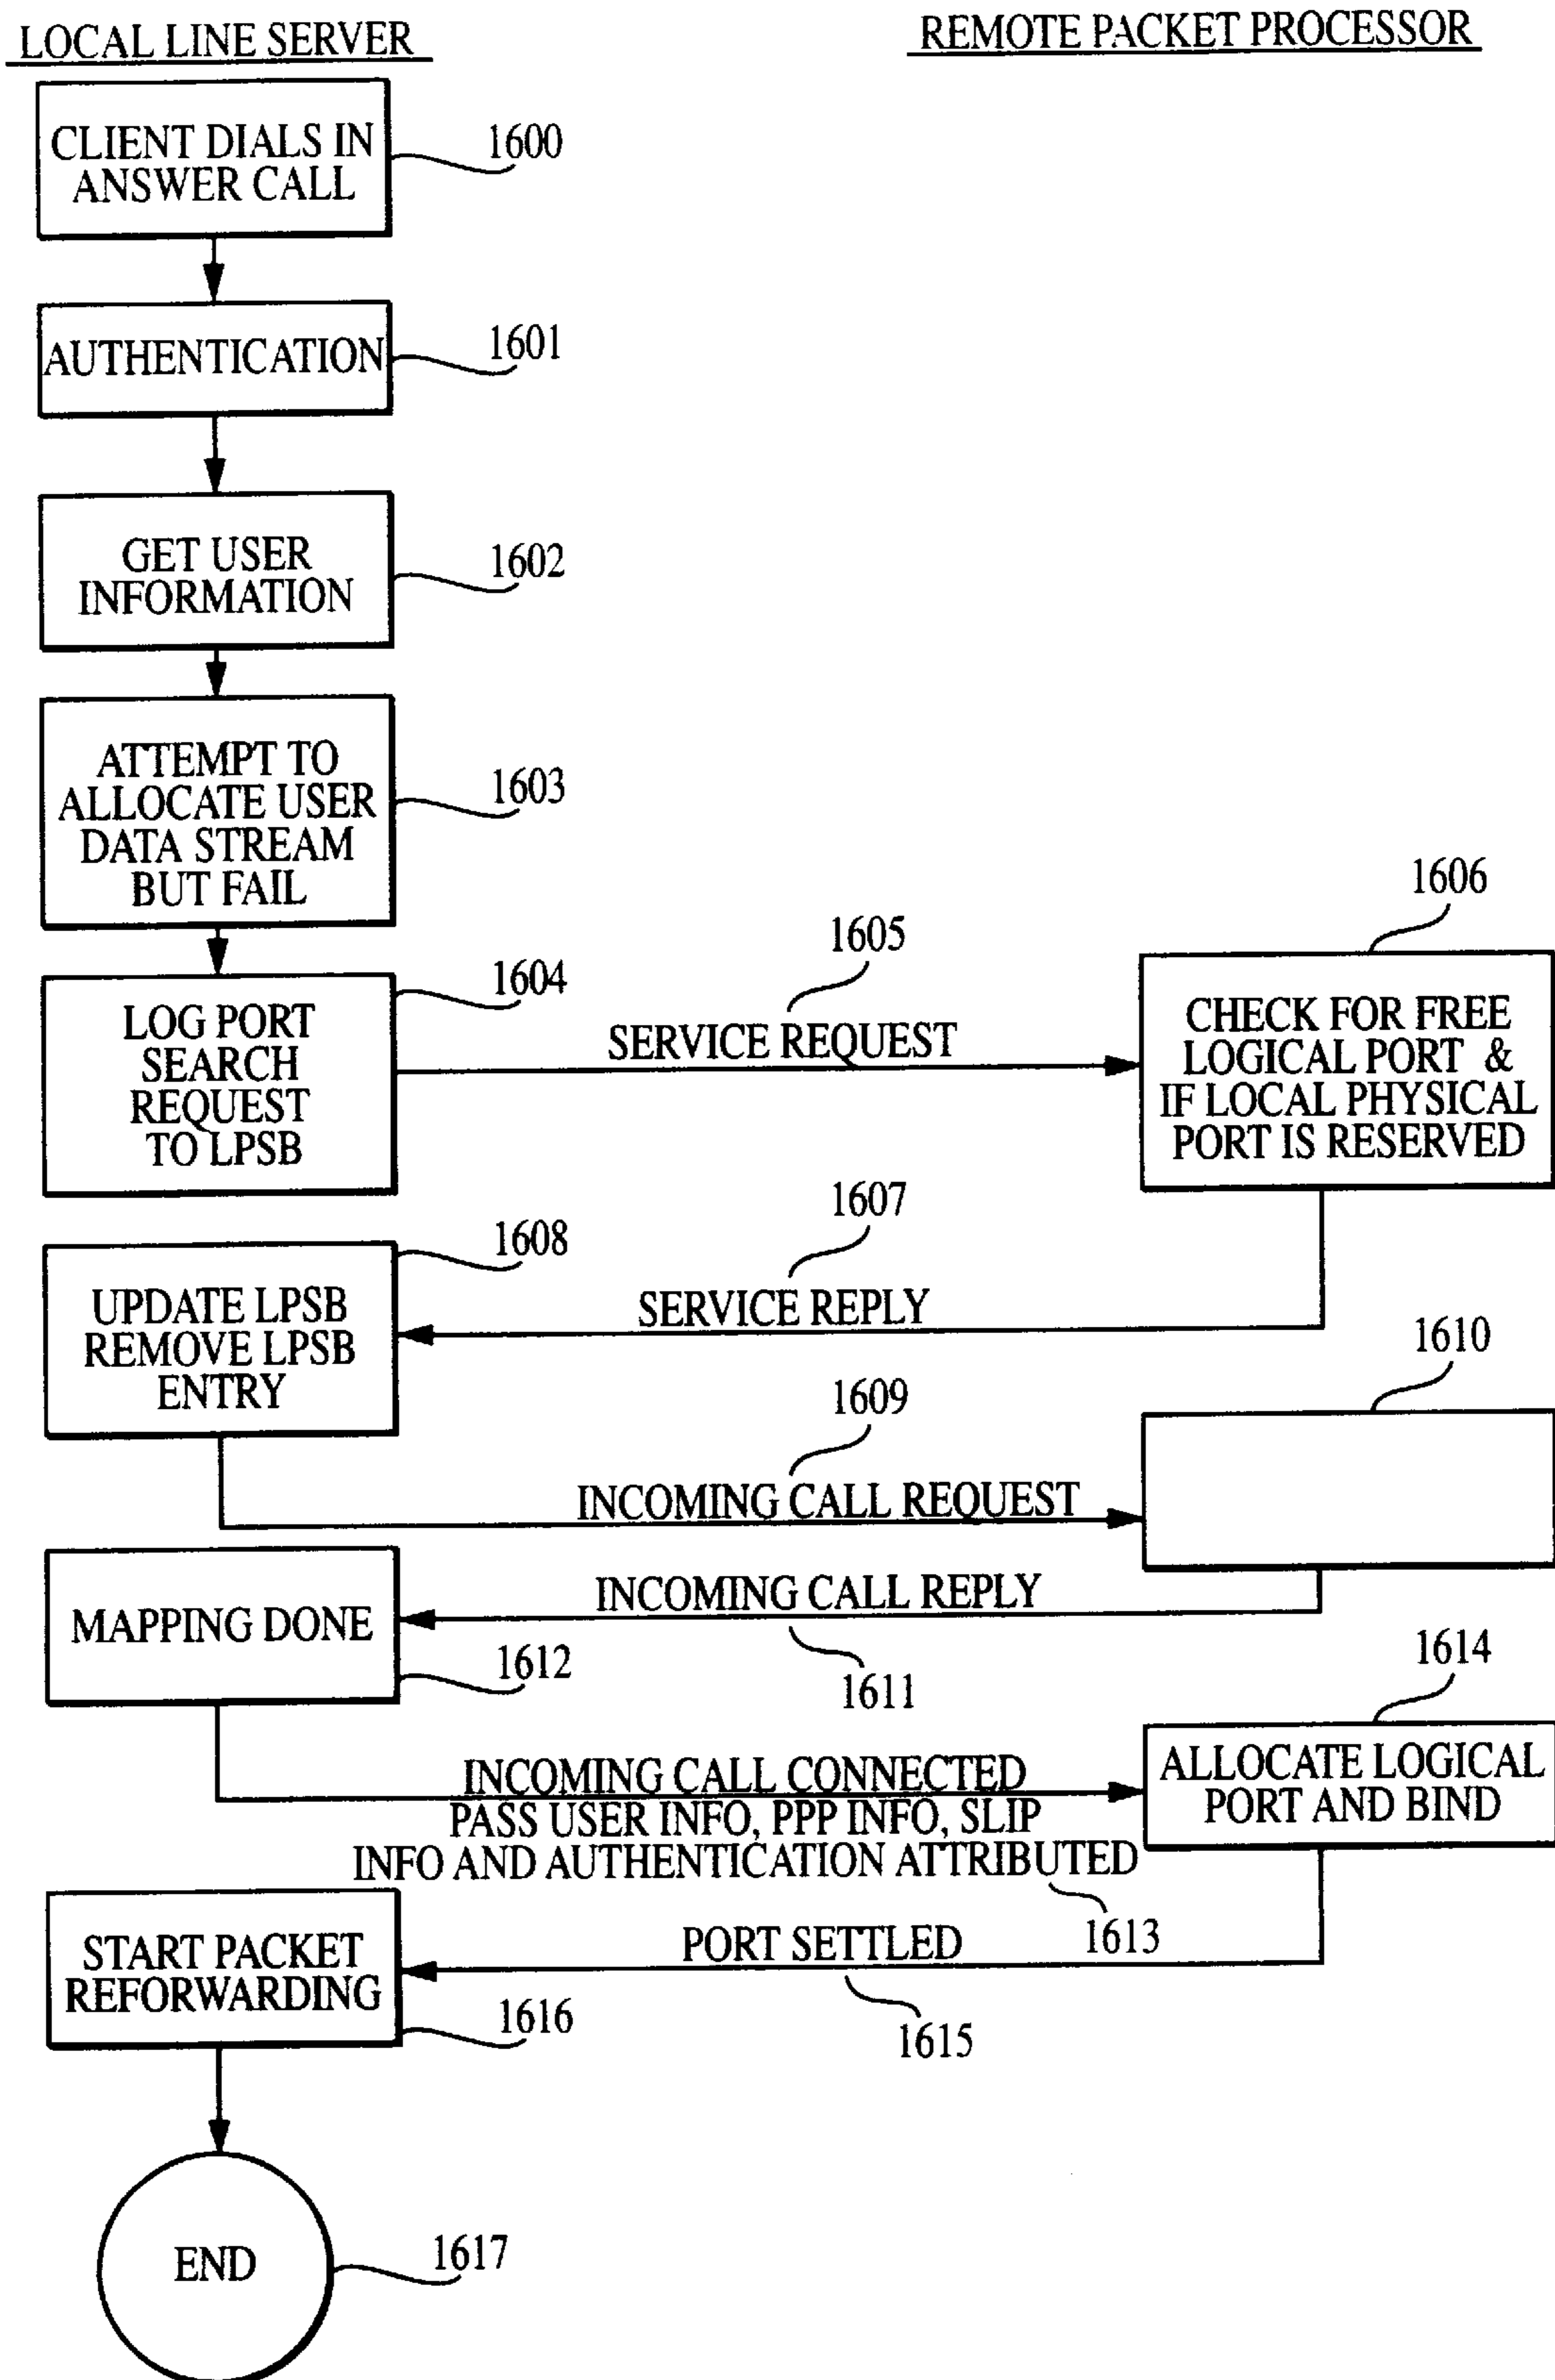 LOCAL LINE SERVER
REMOTE PACKET PROCESSOR
CLIENT DIALS IN
ANSWER CALL
1600
AUTHENTICATION
1601
GET USER
INFORMATION
1602
ATTEMPT TO
ALLOCATE USER
DATA STREAM
BUT FAIL
1603
LOG PORT
SEARCH
REQUEST
TO LPSB
1604
1605
SERVICE REQUEST
1606
CHECK FOR FREE
LOGICAL PORT &
IF LOCAL PHYSICAL
PORT IS RESERVED
1607
SERVICE REPLY
1608
UPDATE LPSB
REMOVE LPSB
ENTRY
1609
INCOMING CALL REQUEST
1610
INCOMING CALL REPLY
1611
MAPPING DONE
1612
INCOMING CALL CONNECTED
PASS USER INFO, PPP INFO, SLIP
INFO AND AUTHENTICATION ATTRIBUTED
1613
1614
ALLOCATE LOGICAL
PORT AND BIND
PORT SETTLED
1615
START PACKET
REFORWARDING
1616
END
1617